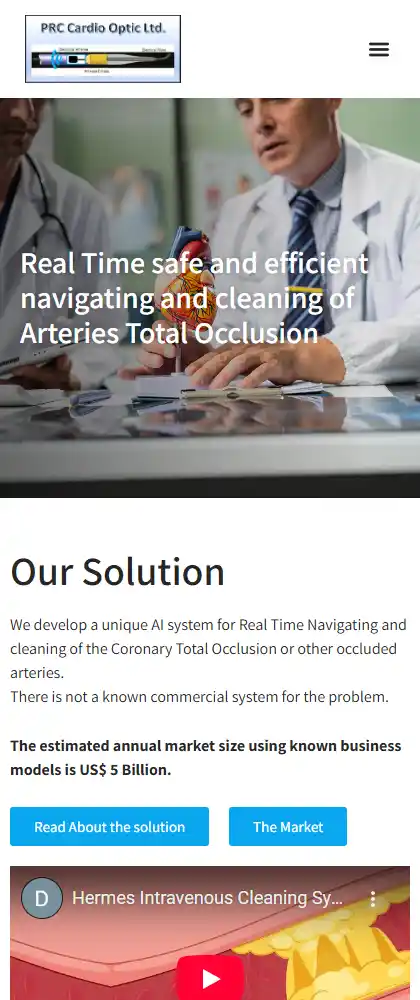 PRC Cardio Optic Ltd.
Real Time safe and efficient
navigating and cleaning of
Arteries Total Occlusion
Our Solution
We develop a unique AI system for Real Time Navigating and
cleaning of the Coronary Total Occlusion or other occluded
arteries.
There is not a known commercial system for the problem.
The estimated annual market size using known business
models is US$ 5 Billion.
Read About the solution
The Market
D
Hermes Intravenous Cleaning Sy...